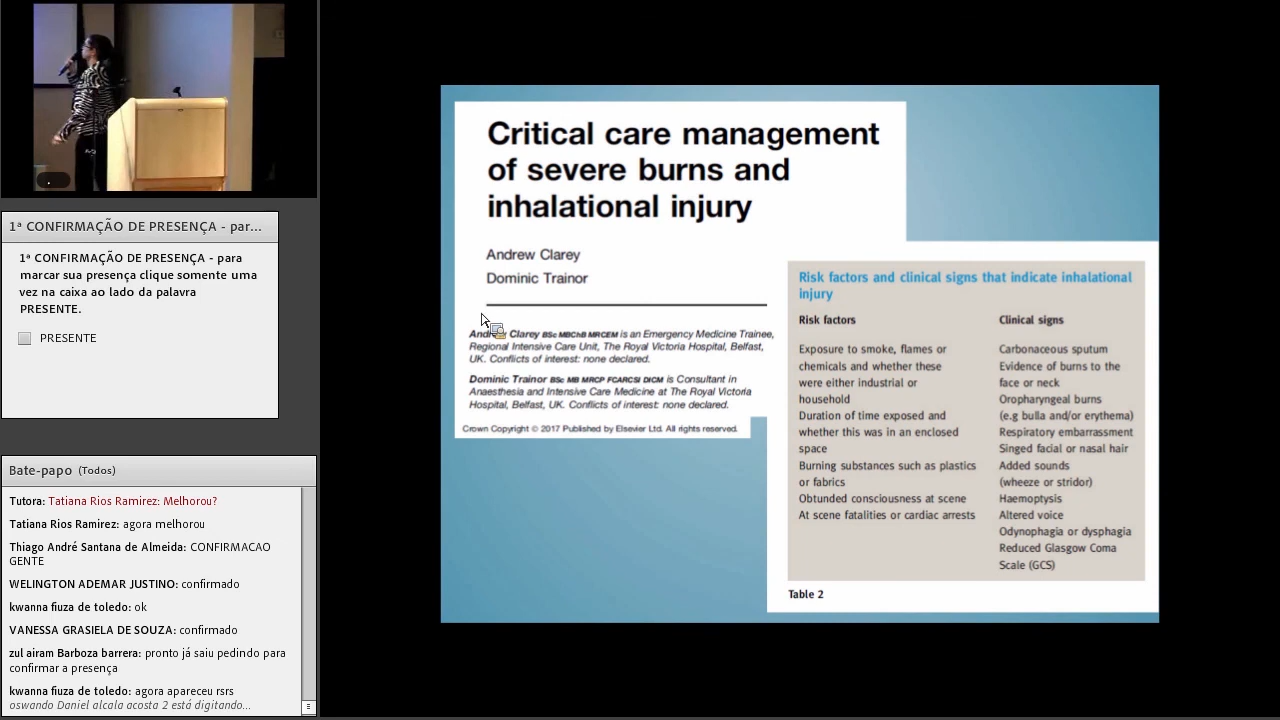 1ª CONFIRMAÇÃO DE PRESENÇA - par...
1ª CONFIRMAÇÃO DE PRESENÇA - para
marcar sua presença clique somente uma
vez na caixa ao lado da palavra
PRESENTE.
PRESENTE
Bate-papo (Todos)
Tutora: Tatiana Rios Ramirez: Melhorou?
Tatiana Rios Ramirez: agora melhorou
Thiago André Santana de Almeida: CONFIRMACAO
GENTE
WELINGTON ADEMAR JUSTINO: confirmado
kwanna fiuza de toledo: ok
VANESSA GRASIELA DE SOUZA: confirmado
zul airam Barboza barrera: pronto já saiu pedindo para
confirmar a presença
kwanna fiuza de toledo: agora apareceu rsrs
oswando Daniel alcala acosta 2 está digitando...
Critical care management
of severe burns and
inhalational injury
Andrew Clarey
Dominic Trainor
Andrew Clarey BSc MBChB MRCEM is an Emergency Medicine Trainee,
Regional Intensive Care Unit, The Royal Victoria Hospital, Belfast,
UK. Conflicts of interest: none declared.
Dominic Trainor BSc MB MRCP FCARCSI DICM is Consultant in
Anaesthesia and Intensive Care Medicine at The Royal Victoria
Hospital, Belfast, UK. Conflicts of interest: none declared.
Crown Copyright © 2017 Published by Elsevier Ltd. All rights reserved.
Risk factors and clinical signs that indicate inhalational
injury
Risk factors
Exposure to smoke, flames or
chemicals and whether these
were either industrial or
household
Duration of time exposed and
whether this was in an enclosed
space
Burning substances such as plastics
or fabrics
Obtunded consciousness at scene
At scene fatalities or cardiac arrests
Clinical signs
Carbonaceous sputum
Evidence of burns to the
face or neck
Oropharyngeal burns
(e.g bulla and/or erythema)
Respiratory embarrassment
Singed facial or nasal hair
Added sounds
(wheeze or stridor)
Haemoptysis
Altered voice
Odynophagia or dysphagia
Reduced Glasgow Coma
Scale (GCS)
Table 2